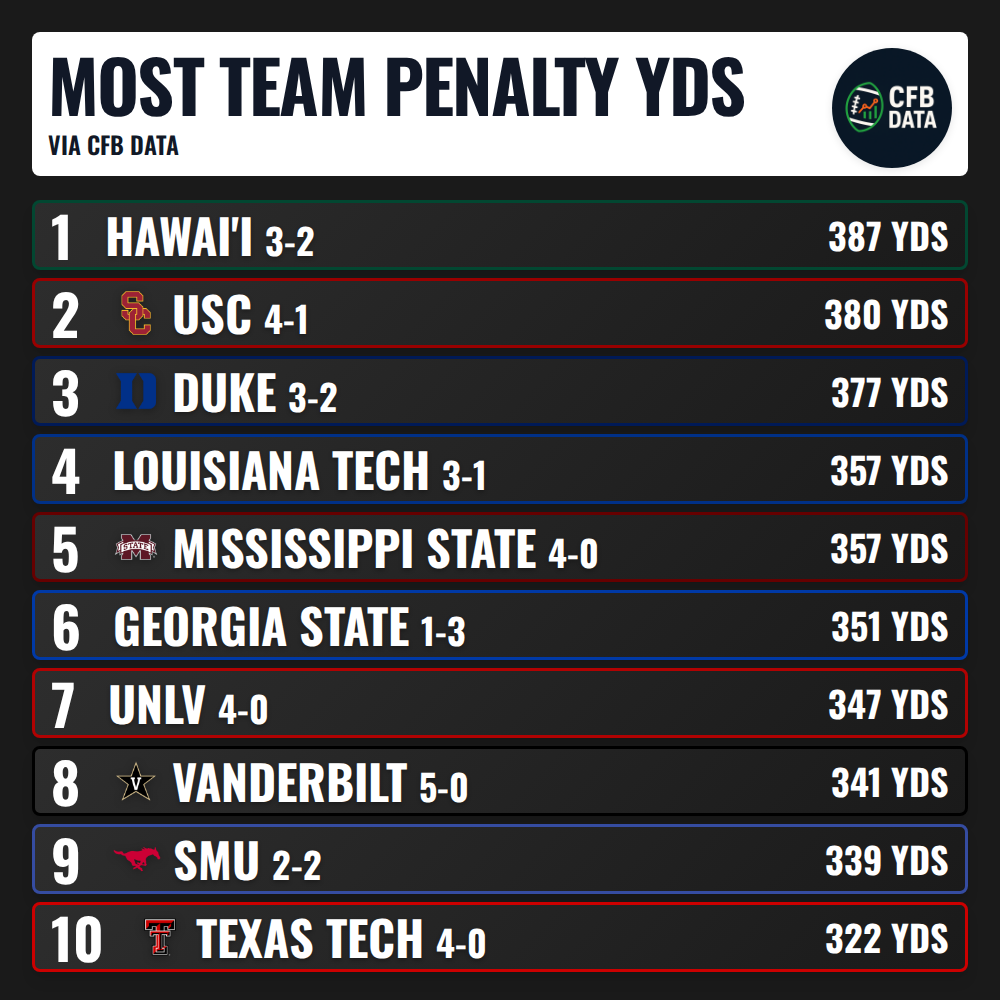 MOST TEAM PENALTY YDS
VIA CFB DATA
CFB
DATA
1 HAWAI'I 3-2 387 YDS
2 SC USC 4-1 380 YDS
3 D DUKE 3-2 377 YDS
4 LOUISIANA TECH 3-1 357 YDS
5 M STATE MISSISSIPPI STATE 4-0 357 YDS
6 GEORGIA STATE 1-3 351 YDS
7 UNLV 4-0 347 YDS
8 V VANDERBILT 5-0 341 YDS
9 SMU 2-2 339 YDS
10 TT TEXAS TECH 4-0 322 YDS